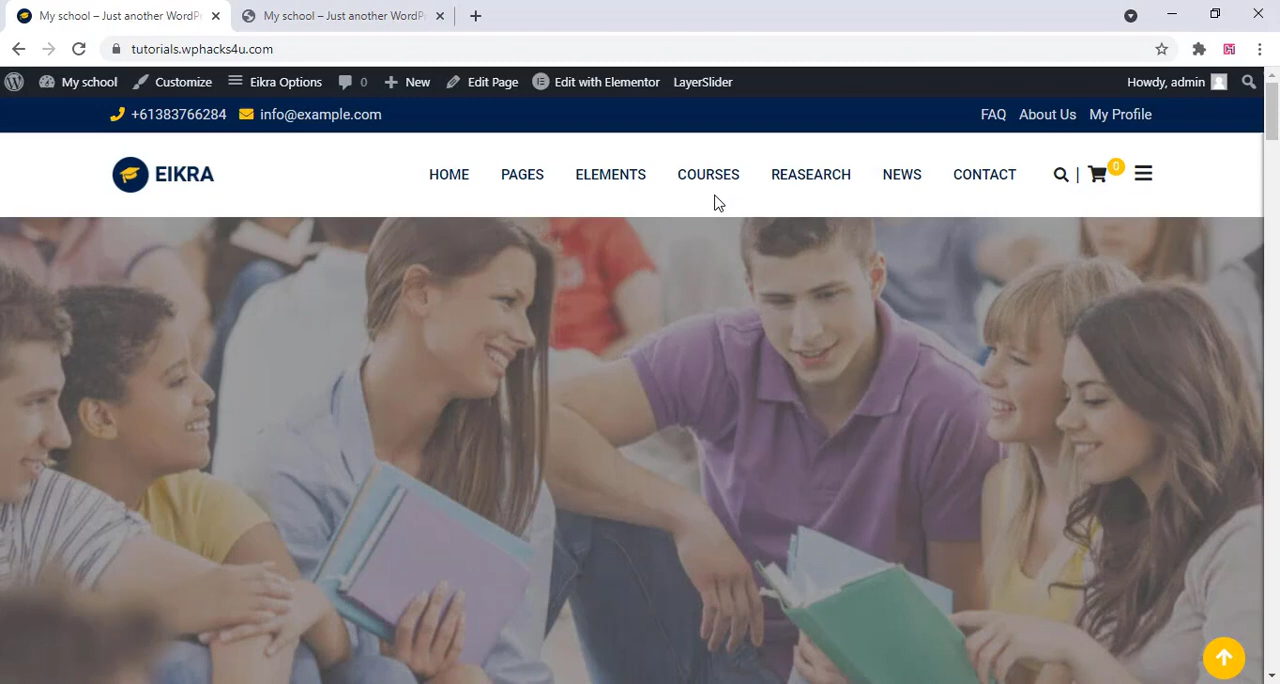 My school – Just another WordPr
My school – Just another WordPr
tutorials.wphacks4u.com
My school
Customize
Eikra Options
0
New
Edit Page
Edit with Elementor
LayerSlider
Howdy, admin
+61383766284
info@example.com
FAQ
About Us
My Profile
EIKRA
HOME
PAGES
ELEMENTS
COURSES
REASEARCH
NEWS
CONTACT
|
0